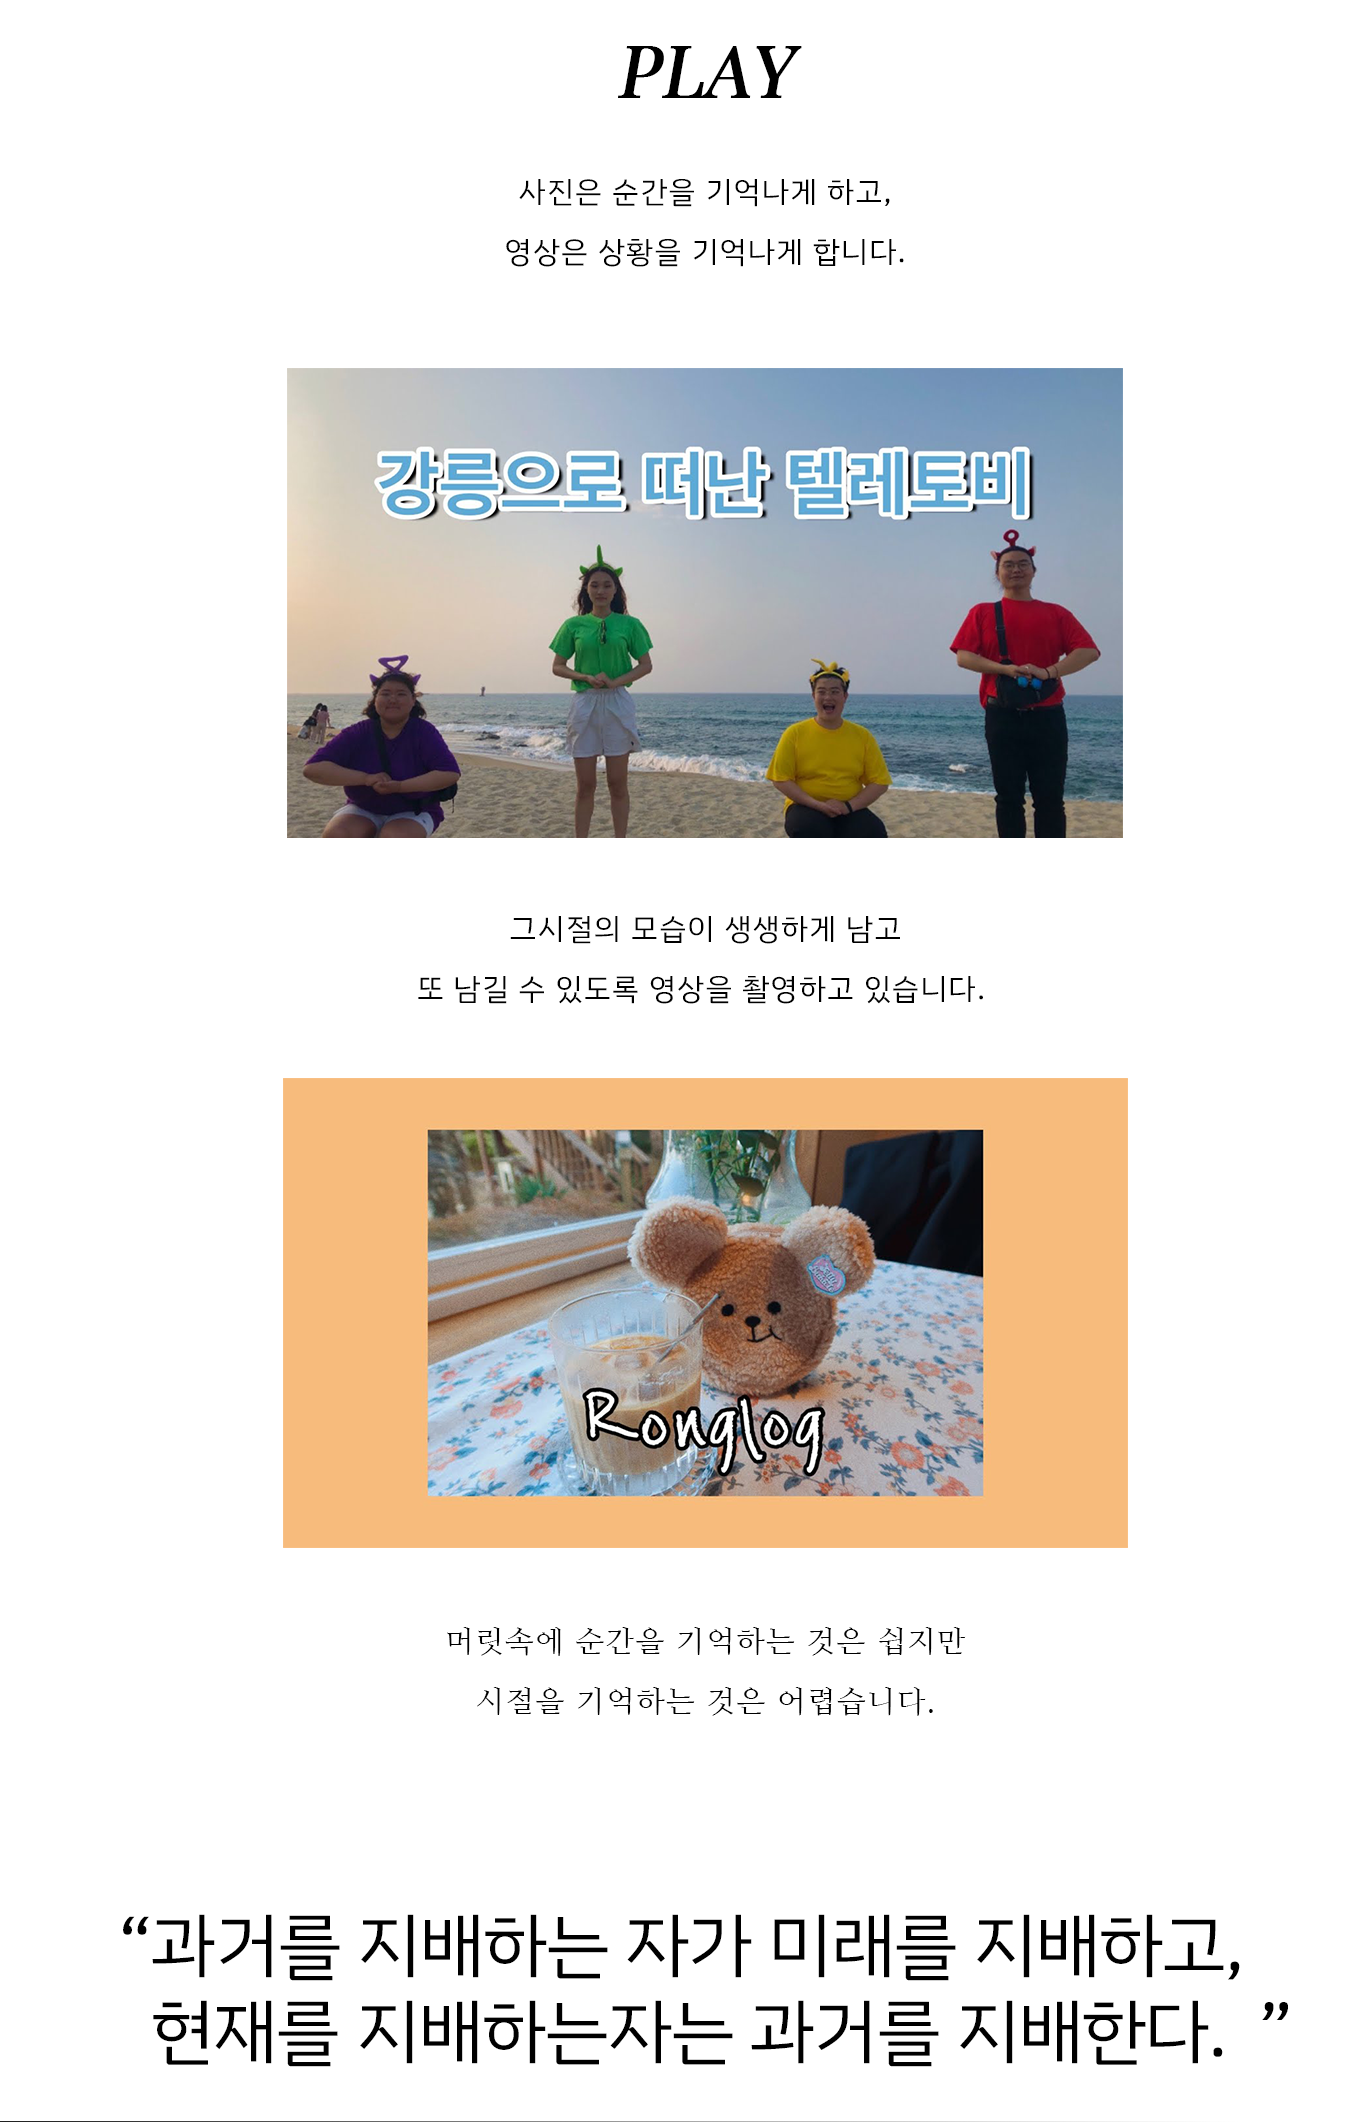 PLAY
사진은 순간을 기억나게 하고,
영상은 상황을 기억나게 합니다.
강릉으로 떠난 텔레토비
그시절의 모습이 생생하게 남고
또 남길 수 있도록 영상을 촬영하고 있습니다.
Ronglog
머릿속에 순간을 기억하는 것은 쉽지만
시절을 기억하는 것은 어렵습니다.
“과거를 지배하는 자가 미래를 지배하고,
현재를 지배하는자는 과거를 지배한다. ”